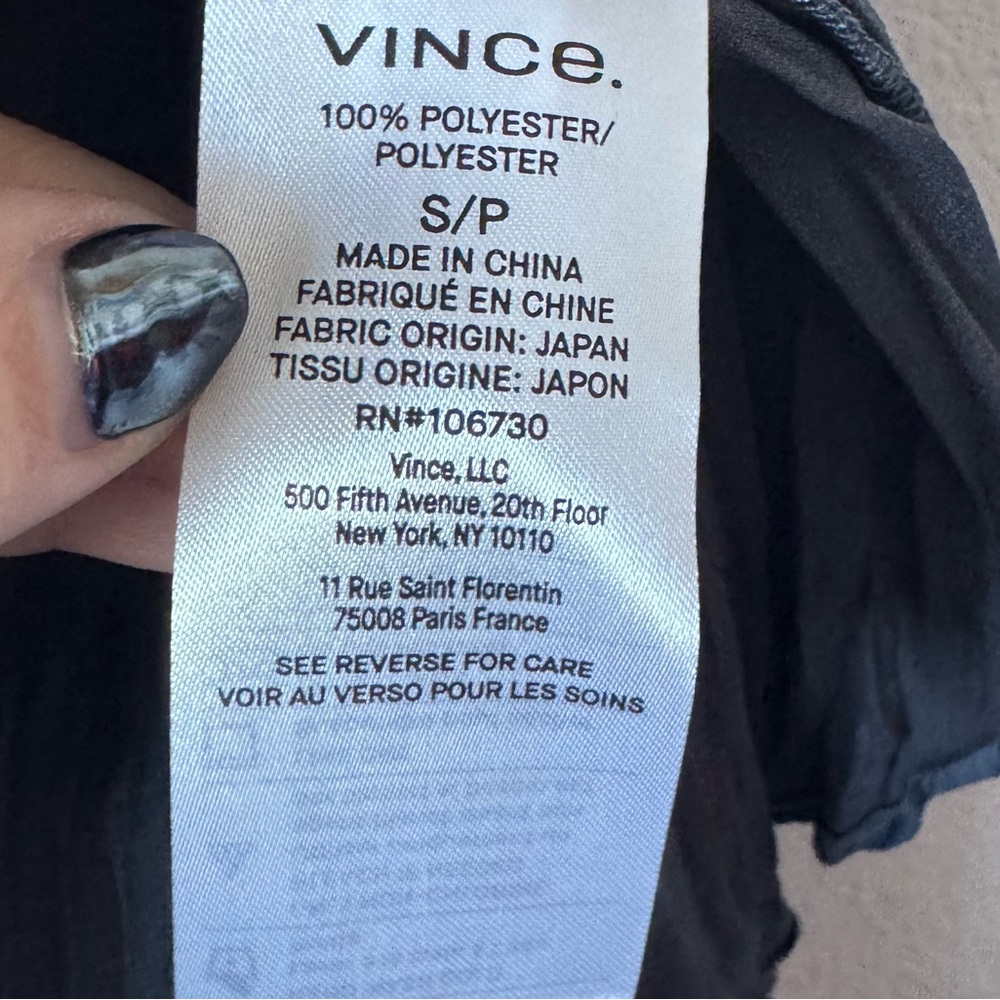 VINCe.
100% POLYESTER/
POLYESTER
S/P
MADE IN CHINA
FABRIQUÉ EN CHINE
FABRIC ORIGIN: JAPAN
TISSU ORIGINE: JAPON
RN#106730
Vince, LLC
500 Fifth Avenue, 20th Floor
New York, NY 10110
11 Rue Saint Florentin
75008 Paris France
SEE REVERSE FOR CARE
VOIR AU VERSO POUR LES SOINS